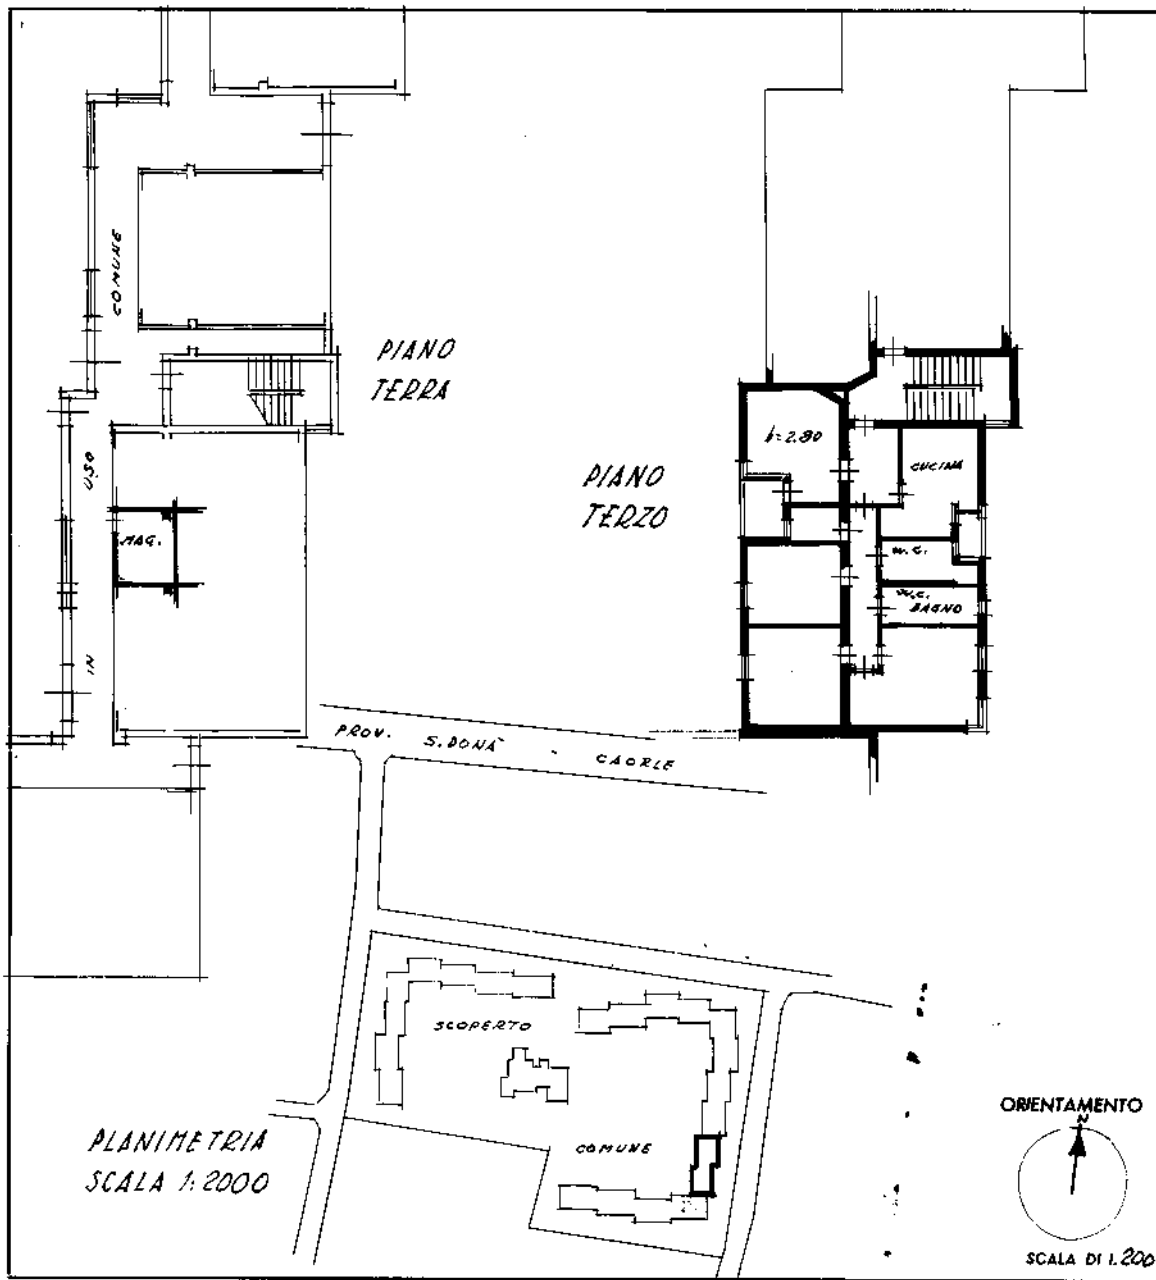 COMUNE
PIANO
TERRA
USO
MAG.
IN
PIANO
TERZO
h=2.80
CUCINA
W.C.
W.C.
BAGNO
PROV. S.DONÀ - CAORLE
SCOPERTO
COMUNE
PLANIMETRIA
SCALA 1:2000
ORIENTAMENTO
N
SCALA DI 1:200